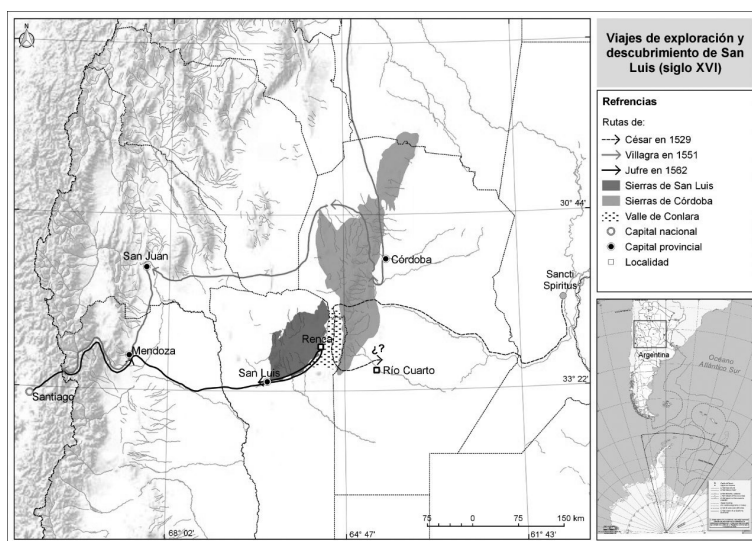 Viajes de exploración y
descubrimiento de San
Luis (siglo XVI)
Refrencias
Rutas de:
César en 1529
Villagra en 1551
Jufre en 1562
Sierras de San Luis
Sierras de Córdoba
Valle de Conlara
Capital nacional
Capital provincial
Localidad
N
30° 44'
San Juan
Córdoba
Sancti
Spiritus
Mendoza
Renca
¿?
San Luis
Río Cuarto
33° 22'
Santiago
75 0 75 150 km
68° 02'
64° 47'
61° 43'
Argentina
Océano
Atlántico Sur